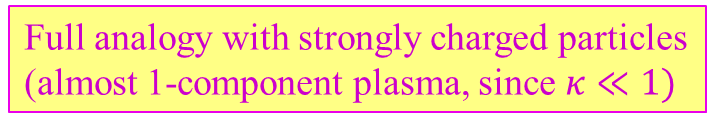 Full analogy with strongly charged particles
(almost 1-component plasma, since κ ≪ 1)